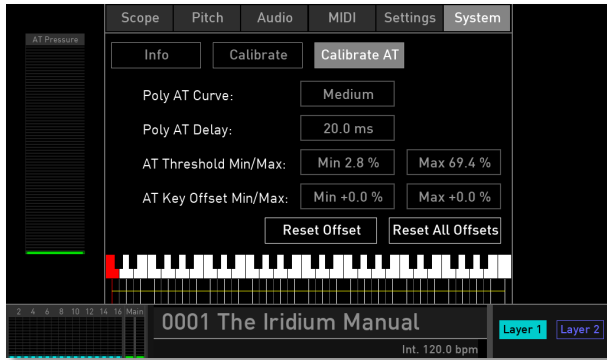 Scope Pitch Audio MIDI Settings System
AT Pressure
Info Calibrate Calibrate AT
Poly AT Curve: Medium
Poly AT Delay: 20.0 ms
AT Threshold Min/Max: Min 2.8 % Max 69.4 %
AT Key Offset Min/Max: Min +0.0 % Max +0.0 %
Reset Offset Reset All Offsets
2 4 6 8 10 12 14 16 Main
0001 The Iridium Manual
Layer 1 Layer 2
Int. 120.0 bpm